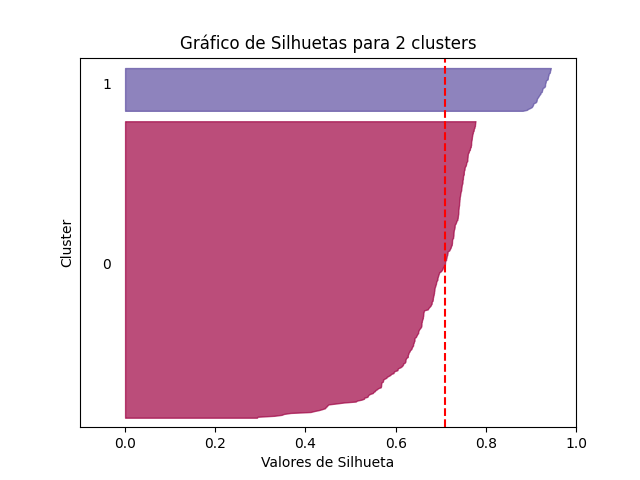 Gráfico de Silhuetas para 2 clusters
1
0
Cluster
0.0 0.2 0.4 0.6 0.8 1.0
Valores de Silhueta